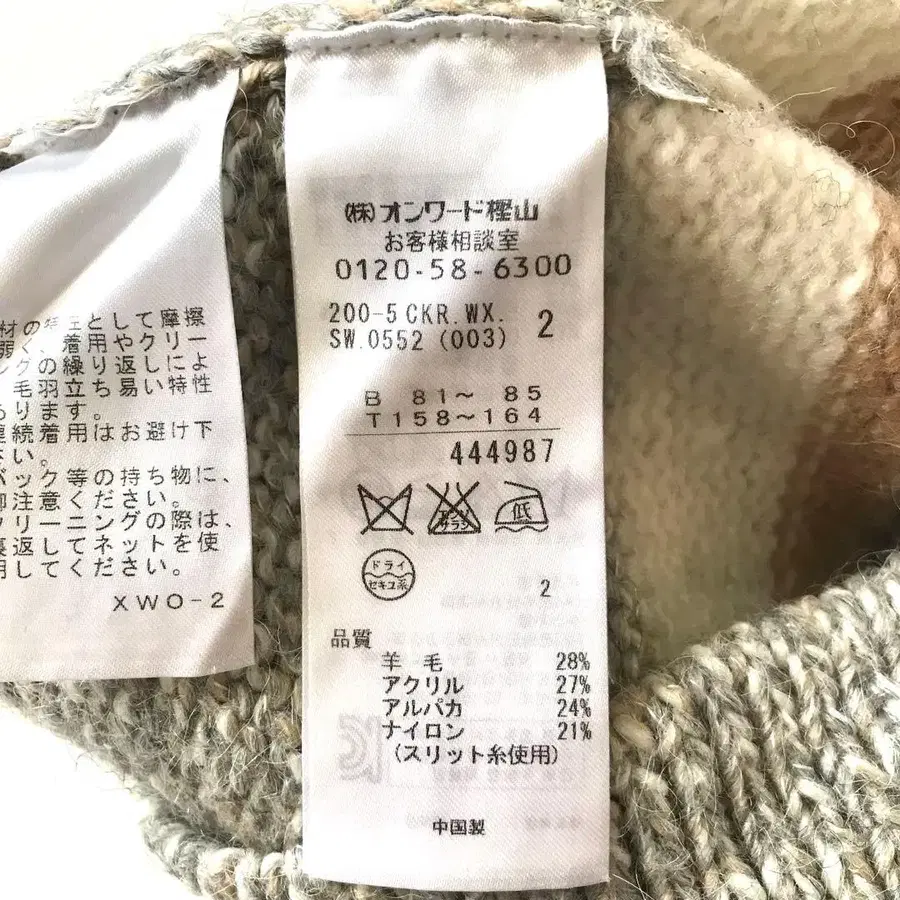 として摩擦
弱く、着用やクリー
ングの繰り返しによ
毛羽立ち易い特性
ります。
連続着用はお避け下
さい。
バック等の持ち物に、
御注意ください。
クリーニングの際は、
裏返してネットを使
用してください。
XWO-2
(株)オンワード樫山
お客様相談室
0120-58-6300
200-5 CKR.WX. 2
SW.0552 (003)
B 81～ 85
T158～164
444987
エンソサラシ
低
ドライ
セキユ系
2
品質
羊毛 28%
アクリル 27%
アルパカ 24%
ナイロン 21%
(スリット糸使用)
中国製